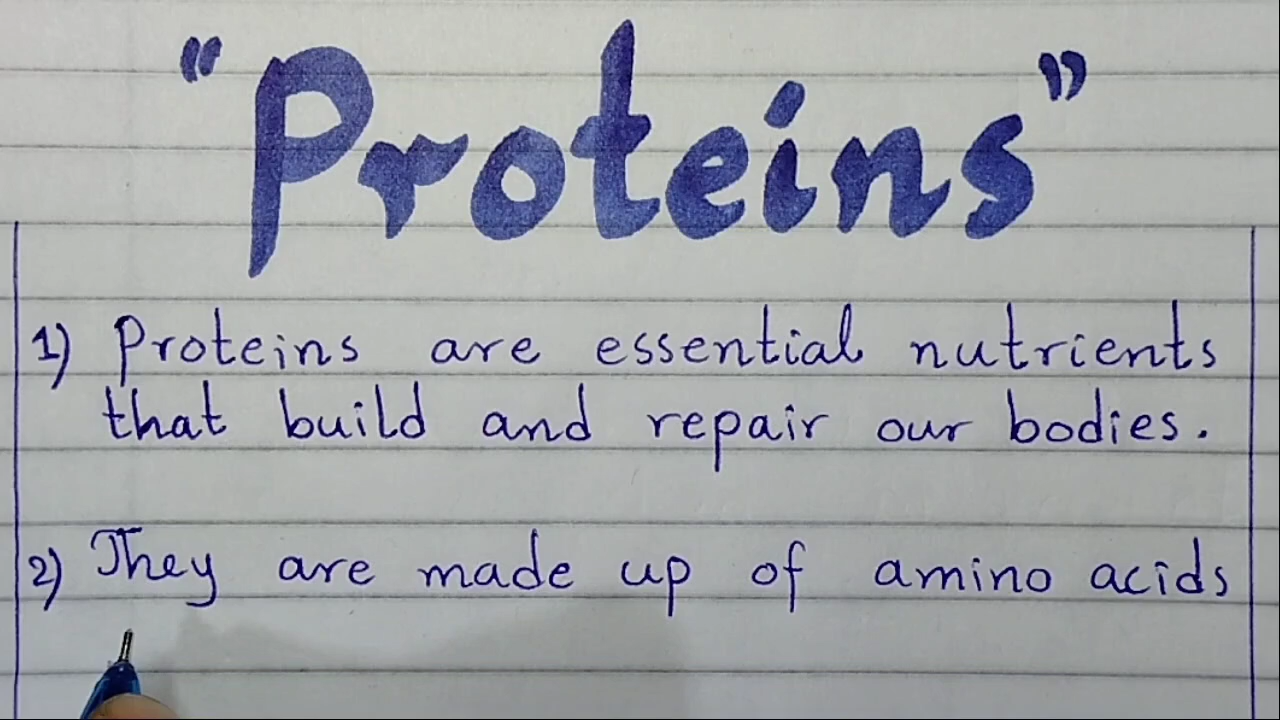 "Proteins"
1) Proteins are essential nutrients
that build and repair our bodies.
2) They are made up of amino acids